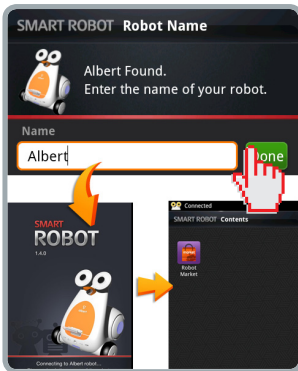 SMART ROBOT Robot Name
Albert Found.
Enter the name of your robot.
Name
Albert
Done
SMART
ROBOT
1.4.0
Connecting to Albert robot...
Connected
SMART ROBOT Contents
Robot
Market